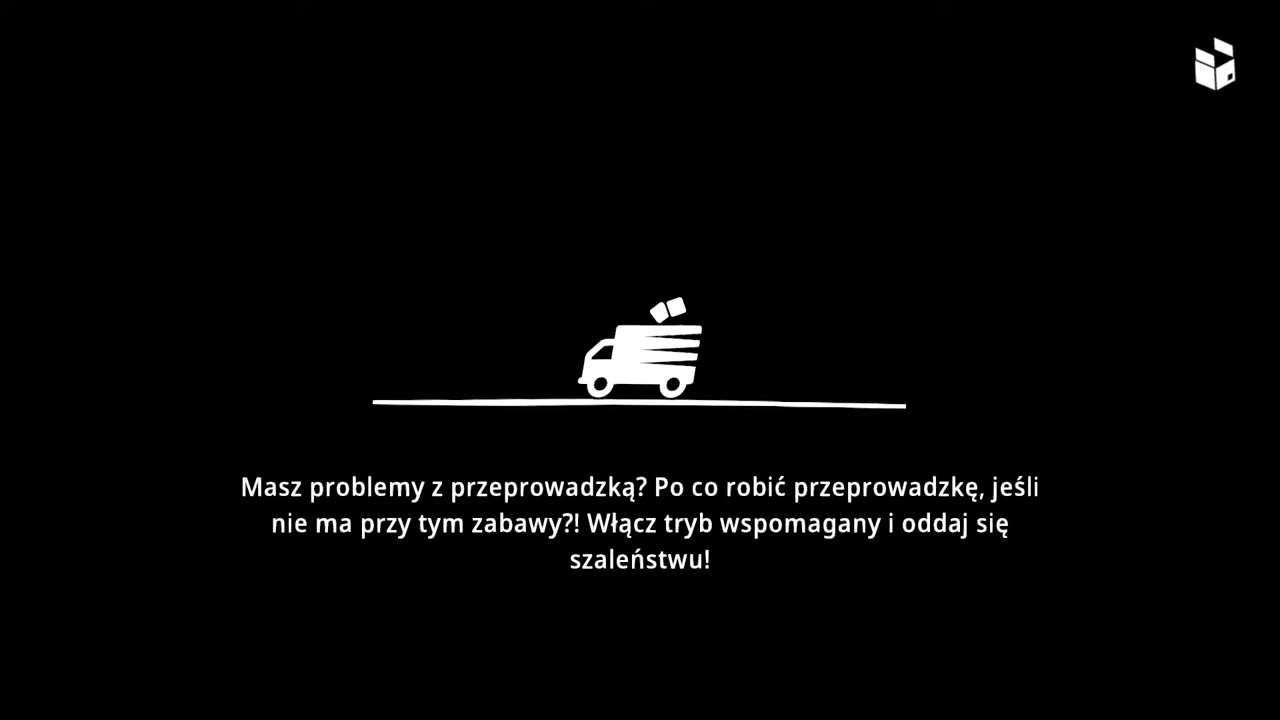 Masz problemy z przeprowadzką? Po co robić przeprowadzkę, jeśli
nie ma przy tym zabawy?! Włącz tryb wspomagany i oddaj się
szaleństwu!